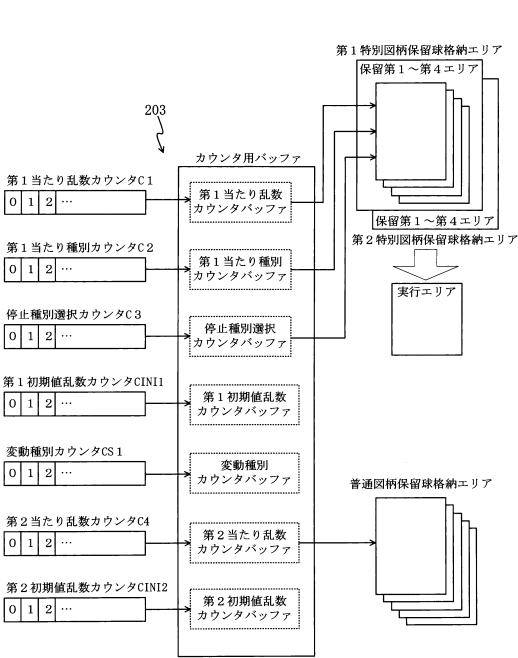 第１特別図柄保留球格納エリア
保留第１～第４エリア
203
カウンタ用バッファ
第１当たり乱数カウンタC１
0 1 2 …
第１当たり乱数
カウンタバッファ
保留第１～第４エリア
第２特別図柄保留球格納エリア
第１当たり種別カウンタC２
0 1 2 …
第１当たり種別
カウンタバッファ
実行エリア
停止種別選択カウンタC３
0 1 2 …
停止種別選択
カウンタバッファ
第１初期値乱数カウンタCINI1
0 1 2 …
第１初期値乱数
カウンタバッファ
変動種別カウンタCS１
0 1 2 …
変動種別
カウンタバッファ
普通図柄保留球格納エリア
第２当たり乱数カウンタC4
0 1 2 …
第２当たり乱数
カウンタバッファ
第２初期値乱数カウンタCINI2
0 1 2 …
第２初期値乱数
カウンタバッファ